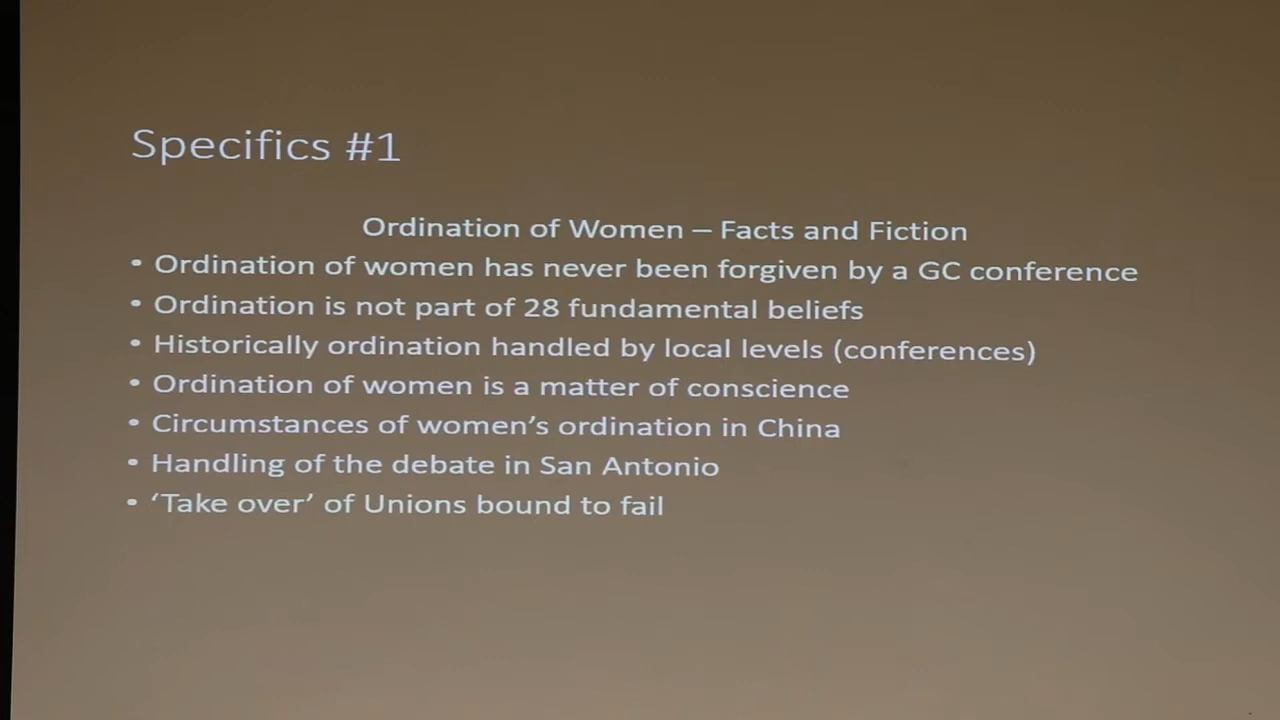 Specifics #1
Ordination of Women – Facts and Fiction
• Ordination of women has never been forgiven by a GC conference
• Ordination is not part of 28 fundamental beliefs
• Historically ordination handled by local levels (conferences)
• Ordination of women is a matter of conscience
• Circumstances of women’s ordination in China
• Handling of the debate in San Antonio
• ‘Take over’ of Unions bound to fail